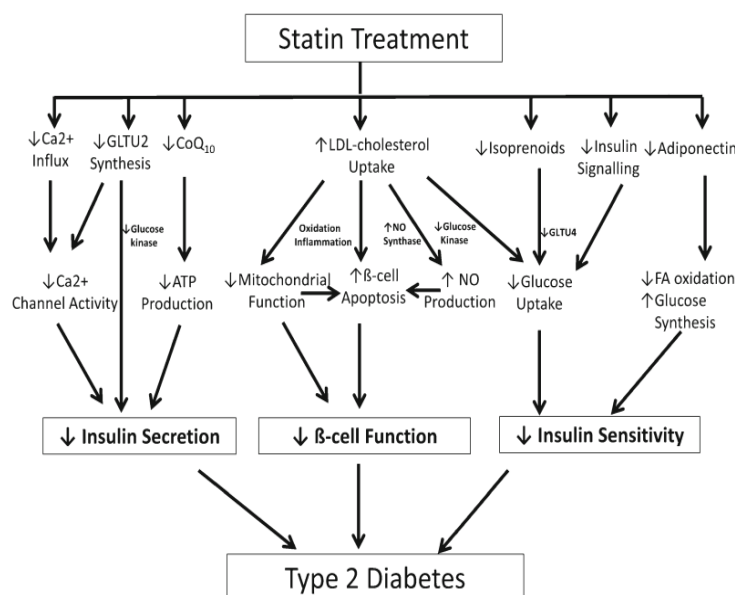 Statin Treatment
↓Ca2+
Influx
↓GLTU2
Synthesis
↓CoQ₁₀
↑LDL-cholesterol
Uptake
↓Isoprenoids
↓Insulin
Signalling
↓Adiponectin
↓Glucose
kinase
Oxidation
Inflammation
↑NO
Synthase
↓Glucose
Kinase
↓GLTU4
↓Ca2+
Channel Activity
↓ATP
Production
↓Mitochondrial
Function
↑ß-cell
Apoptosis
↑ NO
Production
↓Glucose
Uptake
↓FA oxidation
↑Glucose
Synthesis
↓ Insulin Secretion
↓ ß-cell Function
↓ Insulin Sensitivity
Type 2 Diabetes